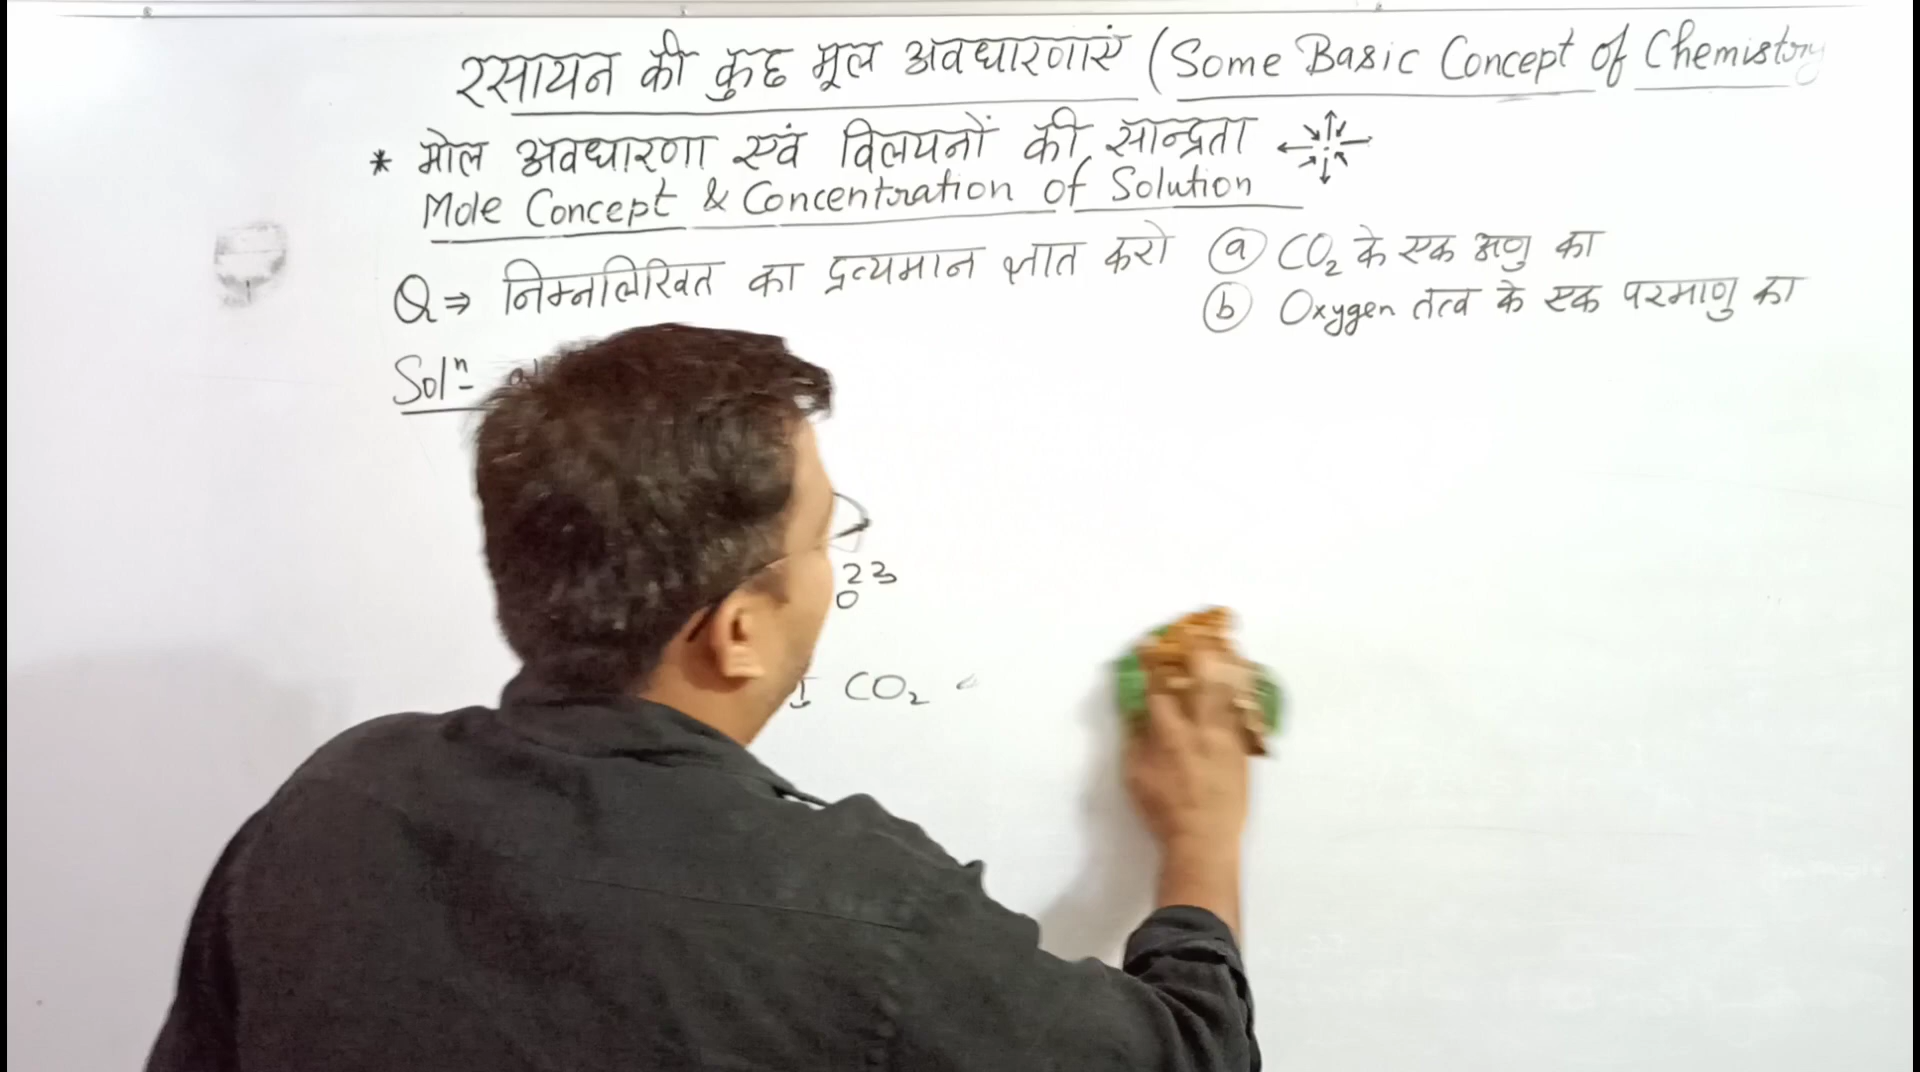 रसायन की कुछ मूल अवधारणाएं (Some Basic Concept of Chemistry
* मोल अवधारणा एवं विलयनों की सान्द्रता
Mole Concept & Concentration of Solution
Q ⇒ निम्नलिखित का द्रव्यमान ज्ञात करो (a) CO₂ के एक अणु का
(b) Oxygen तत्व के एक परमाणु का
Solⁿ-
23
0
CO₂